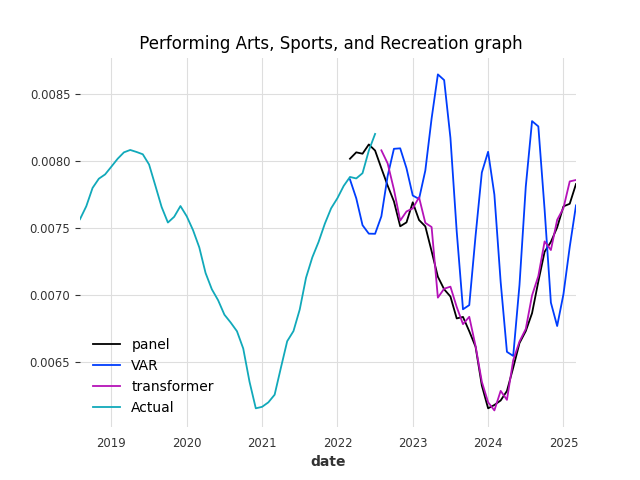 Performing Arts, Sports, and Recreation graph
0.0085
0.0080
0.0075
0.0070
0.0065
panel
VAR
transformer
Actual
2019 2020 2021 2022 2023 2024 2025
date